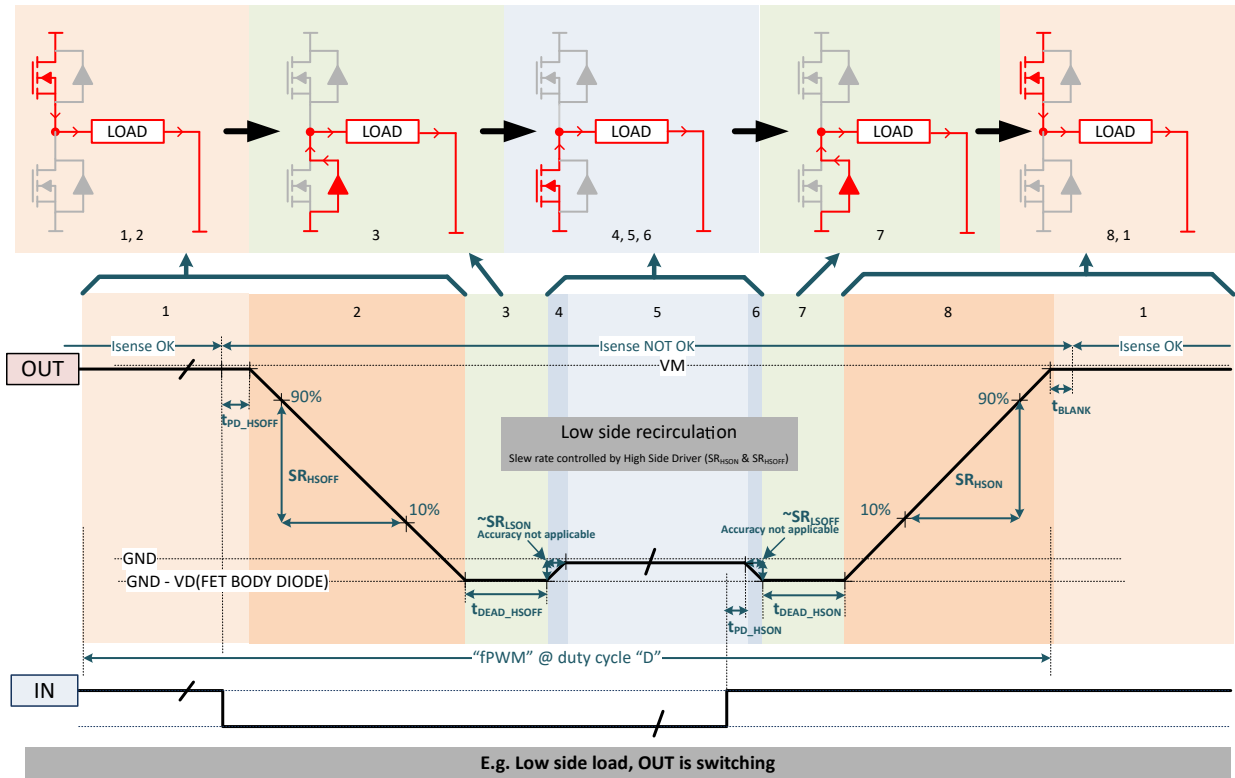 LOAD LOAD LOAD LOAD LOAD
1, 2 3 4, 5, 6 7 8, 1
1 2 3 4 5 6 7 8 1
Isense OK Isense NOT OK Isense OK
VM
OUT
90% 90%
tPD_HSOFF tBLANK
Low side recirculation
Slew rate controlled by High Side Driver (SRHSON & SRHSOFF)
SRHSOFF SRHSON
10% 10%
~SRLSON ~SRLSOFF
Accuracy not applicable Accuracy not applicable
GND
GND - VD(FET BODY DIODE)
tDEAD_HSOFF tDEAD_HSON
tPD_HSON
“fPWM” @ duty cycle “D”
IN
E.g. Low side load, OUT is switching